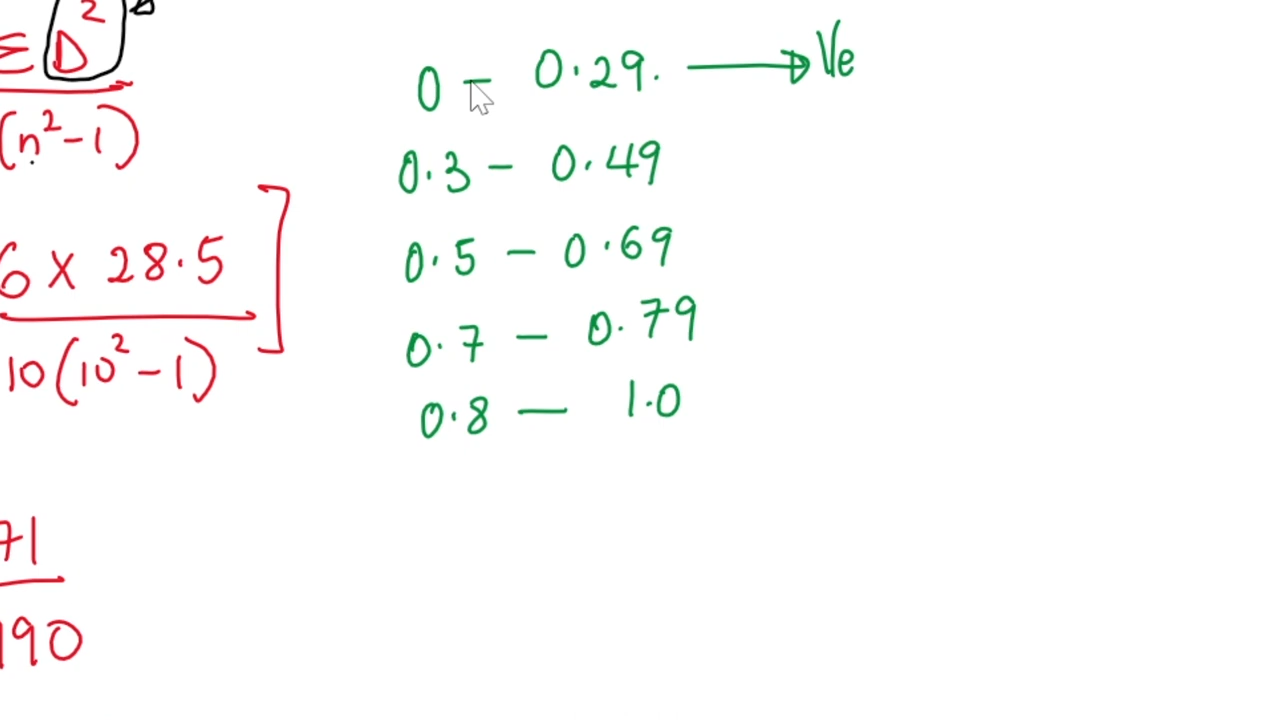 Σ D²
(n²-1)
6 x 28.5 ]
10(10²-1)
71
190
0 - 0.29. → Ve
0.3 - 0.49
0.5 - 0.69
0.7 - 0.79
0.8 - 1.0